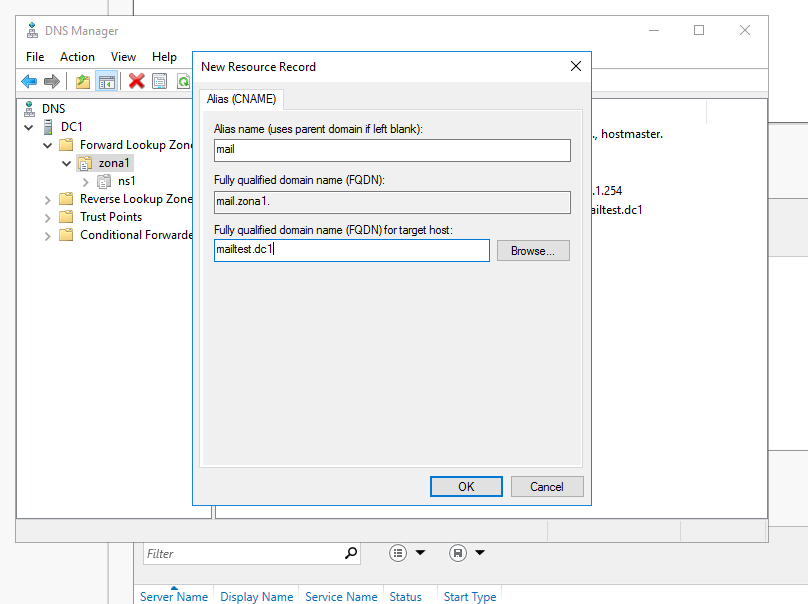 DNS Manager
File Action View Help
New Resource Record
DNS
DC1
Forward Lookup Zone
zona1
ns1
Reverse Lookup Zone
Trust Points
Conditional Forwarde
Alias (CNAME)
Alias name (uses parent domain if left blank):
mail
Fully qualified domain name (FQDN):
mail.zona1.
Fully qualified domain name (FQDN) for target host:
mailtest.dc1
Browse...
OK Cancel
., hostmaster.
.1.254
ailtest.dc1
Filter
Server Name Display Name Service Name Status Start Type